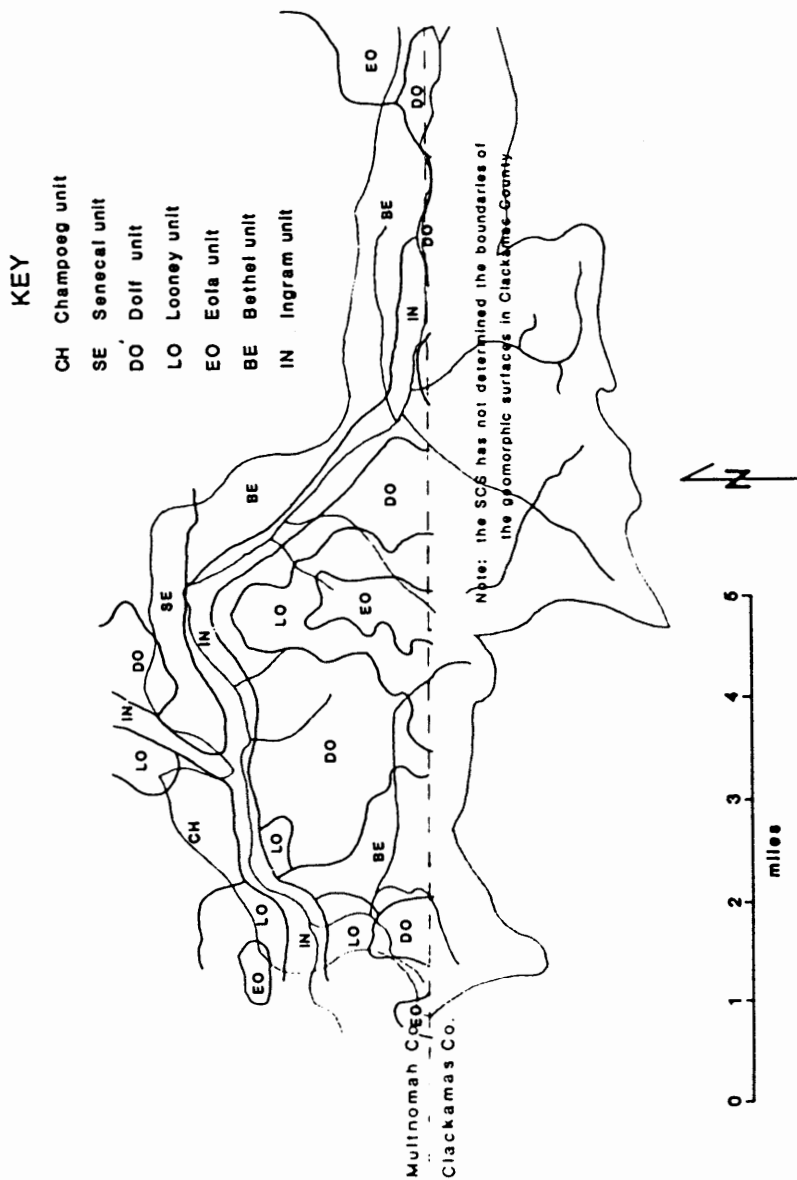 KEY
CH Champoeg unit
SE Senecal unit
DO Dolf unit
LO Looney unit
EO Eola unit
BE Bethel unit
IN Ingram unit
EO
DO
BE
DO
IN
BE
SE
DO
IN
LO
IN
DO
LO
EO
CH
DO
LO
BE
LO
EO
IN
LO
DO
EO
Multnomah Co.
Clackamas Co.
Note: the SCS has not determined the boundaries of
the geomorphic surfaces in Clackamas County
N
0 1 2 3 4 5
miles